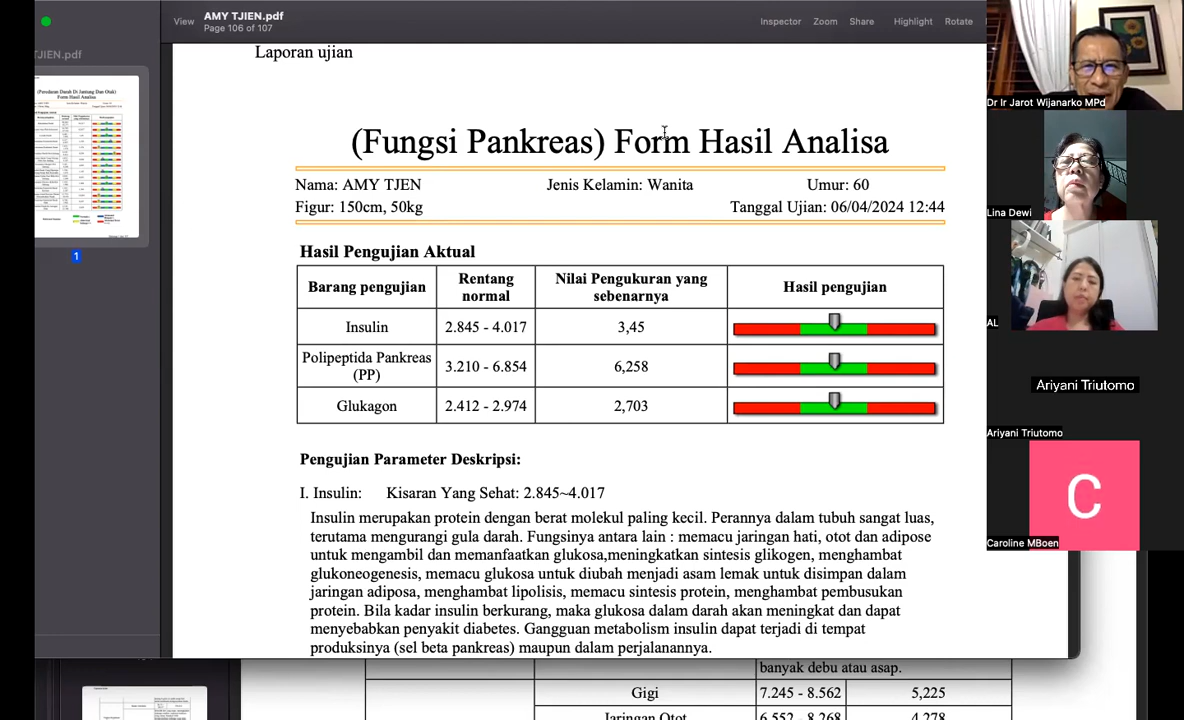 AMY TJIEN.pdf
View
Page 106 of 107
Inspector
Zoom
Share
Highlight
Rotate
TJIEN.pdf
1
Laporan ujian
(Fungsi Pankreas) Form Hasil Analisa
Nama: AMY TJEN
Jenis Kelamin: Wanita
Umur: 60
Figur: 150cm, 50kg
Tanggal Ujian: 06/04/2024 12:44
Hasil Pengujian Aktual
Barang pengujian
Rentang normal
Nilai Pengukuran yang sebenarnya
Hasil pengujian
Insulin
2.845 - 4.017
3,45
Polipeptida Pankreas (PP)
3.210 - 6.854
6,258
Glukagon
2.412 - 2.974
2,703
Pengujian Parameter Deskripsi:
I. Insulin: Kisaran Yang Sehat: 2.845~4.017
Insulin merupakan protein dengan berat molekul paling kecil. Perannya dalam tubuh sangat luas,
terutama mengurangi gula darah. Fungsinya antara lain : memacu jaringan hati, otot dan adipose
untuk mengambil dan memanfaatkan glukosa,meningkatkan sintesis glikogen, menghambat
glukoneogenesis, memacu glukosa untuk diubah menjadi asam lemak untuk disimpan dalam
jaringan adiposa, menghambat lipolisis, memacu sintesis protein, menghambat pembusukan
protein. Bila kadar insulin berkurang, maka glukosa dalam darah akan meningkat dan dapat
menyebabkan penyakit diabetes. Gangguan metabolism insulin dapat terjadi di tempat
produksinya (sel beta pankreas) maupun dalam perjalanannya.
banyak debu atau asap.
Gigi
7.245 - 8.562
5,225
Jaringan Otot
6.552 - 8.268
4,278
Dr Ir Jarot Wijanarko MPd
Lina Dewi
AL
Ariyani Triutomo
Ariyani Triutomo
C
Caroline MBoen